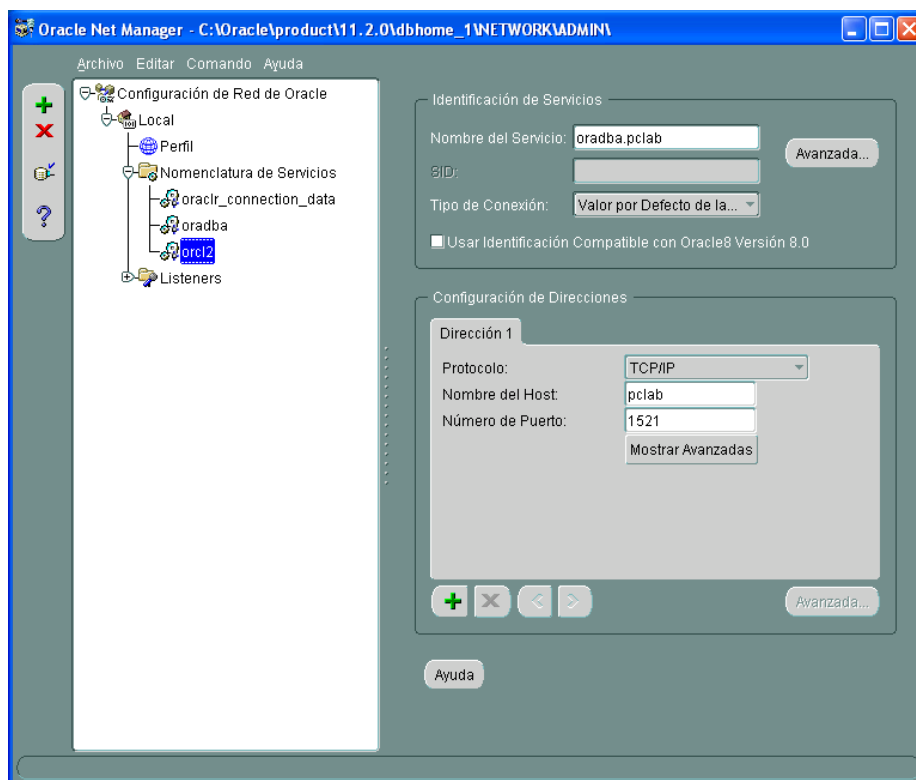 Oracle Net Manager - C:\Oracle\product\11.2.0\dbhome_1\NETWORK\ADMIN\
Archivo Editar Comando Ayuda
Configuración de Red de Oracle
Local
Perfil
Nomenclatura de Servicios
oraclr_connection_data
oradba
orcl2
Listeners
Identificación de Servicios
Nombre del Servicio: oradba.pclab
Avanzada...
SID:
Tipo de Conexión: Valor por Defecto de la...
Usar Identificación Compatible con Oracle8 Versión 8.0
Configuración de Direcciones
Dirección 1
Protocolo: TCP/IP
Nombre del Host: pclab
Número de Puerto: 1521
Mostrar Avanzadas
Avanzada...
Ayuda